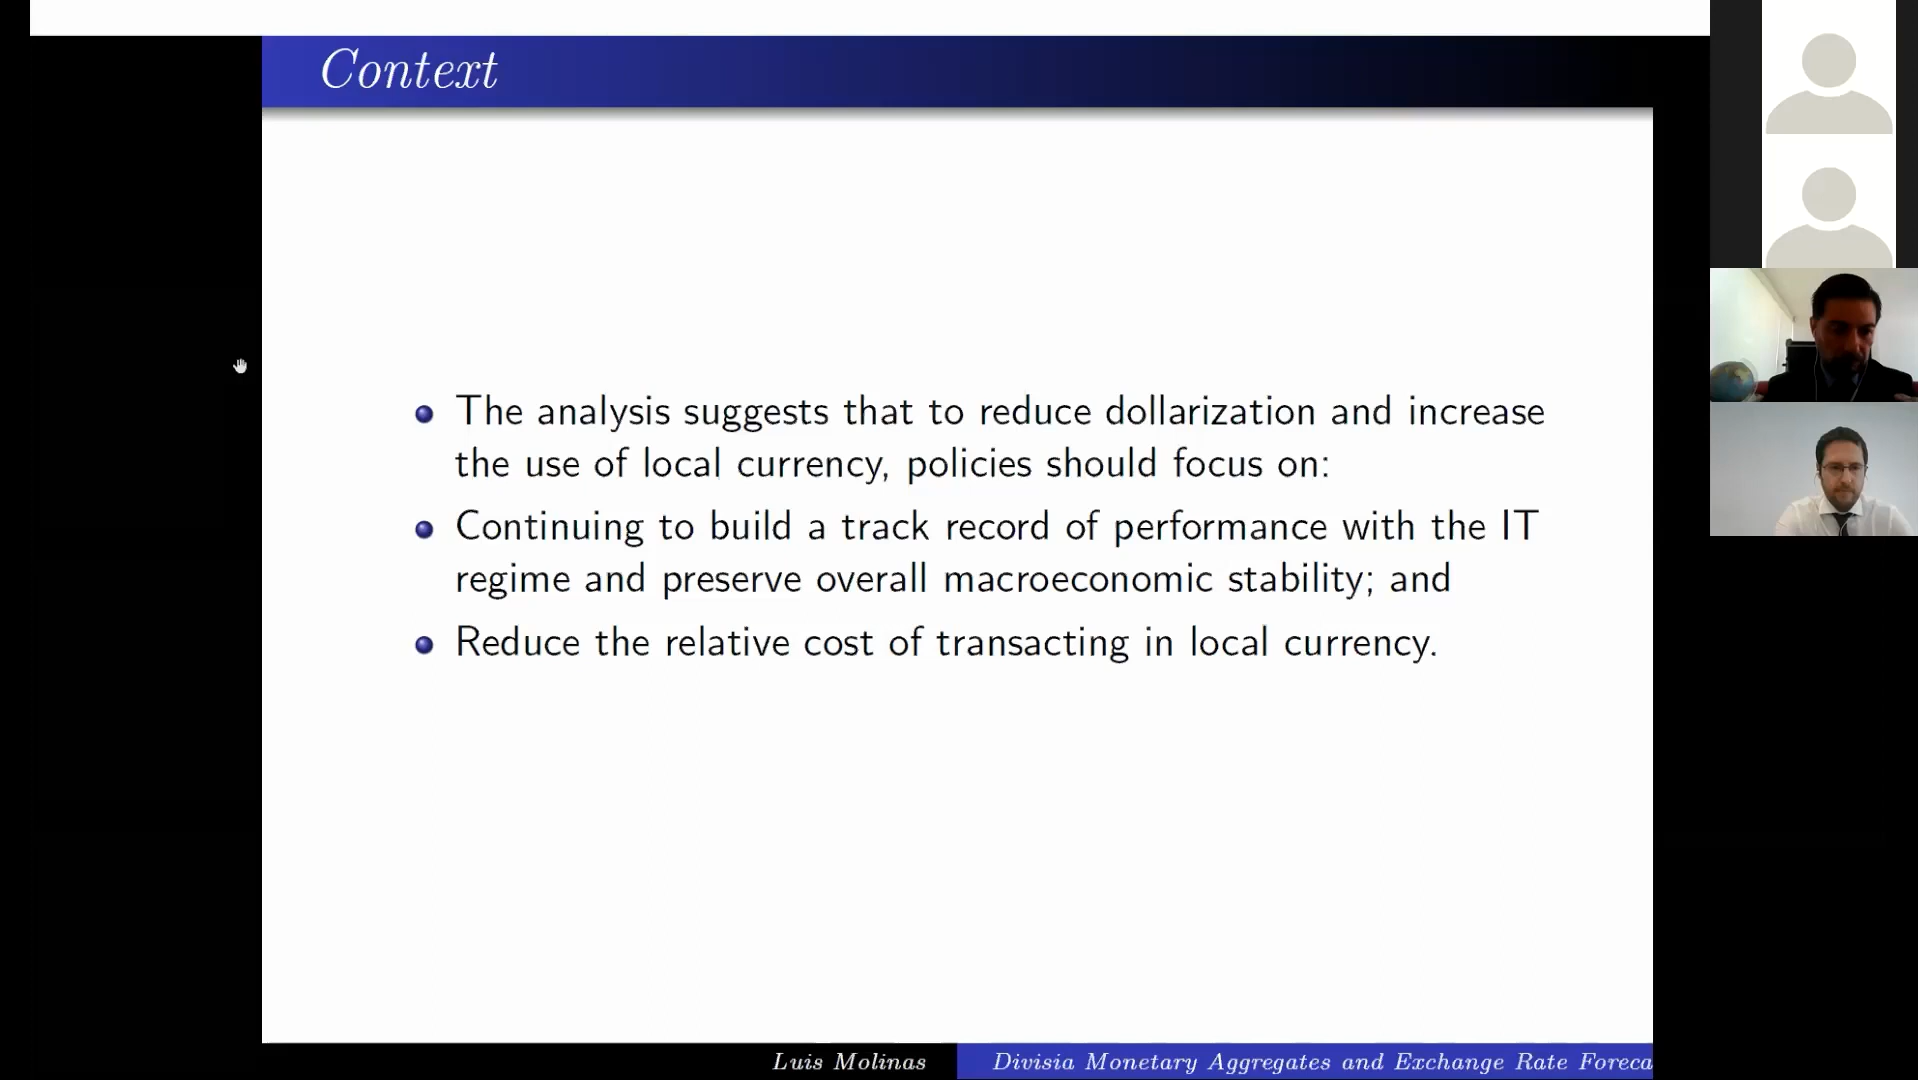 Context
The analysis suggests that to reduce dollarization and increase
the use of local currency, policies should focus on:
Continuing to build a track record of performance with the IT
regime and preserve overall macroeconomic stability; and
Reduce the relative cost of transacting in local currency.
Luis Molinas
Divisia Monetary Aggregates and Exchange Rate Foreca